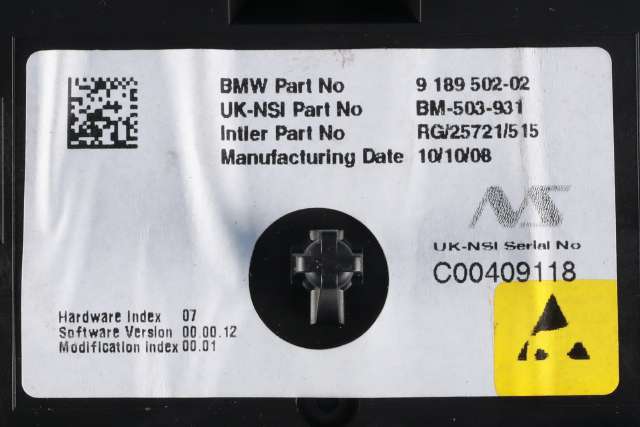 BMW Part No 9 189 502-02
UK-NSI Part No BM-503-931
Intier Part No RG/25721/515
Manufacturing Date 10/10/08
NS
UK-NSI Serial No
C00409118
Hardware Index 07
Software Version 00.00.12
Modification Index 00.01